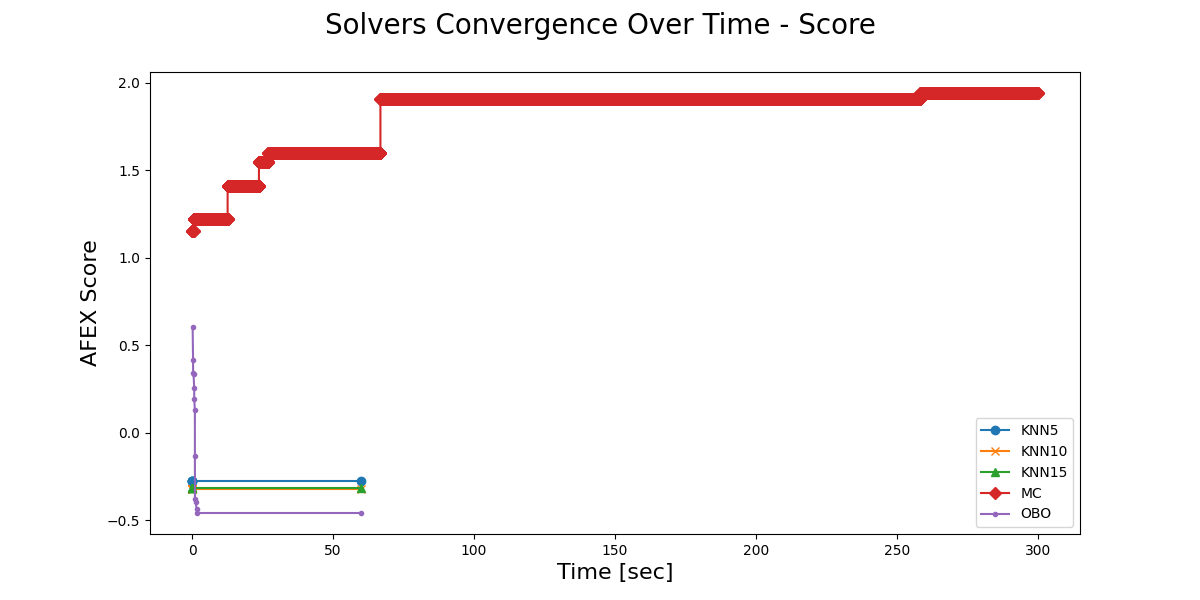 Solvers Convergence Over Time - Score
AFEX Score
2.0
1.5
1.0
0.5
0.0
−0.5
0
50
100
150
200
250
300
Time [sec]
KNN5
KNN10
KNN15
MC
OBO